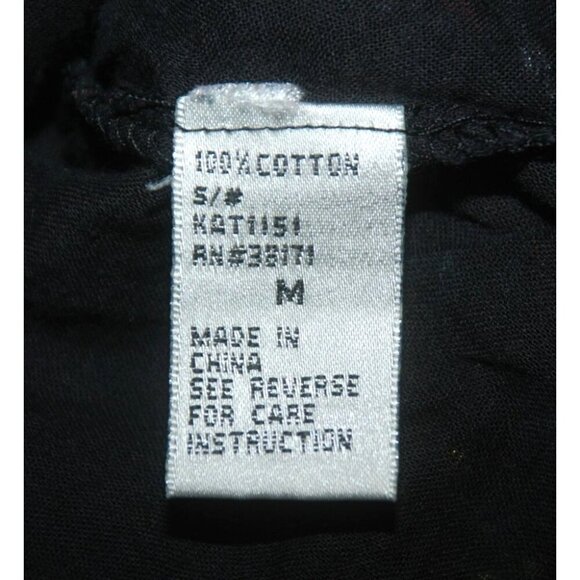 100% COTTON
S/#
KAT1151
RN#38171
M
MADE IN
CHINA
SEE REVERSE
FOR CARE
INSTRUCTION